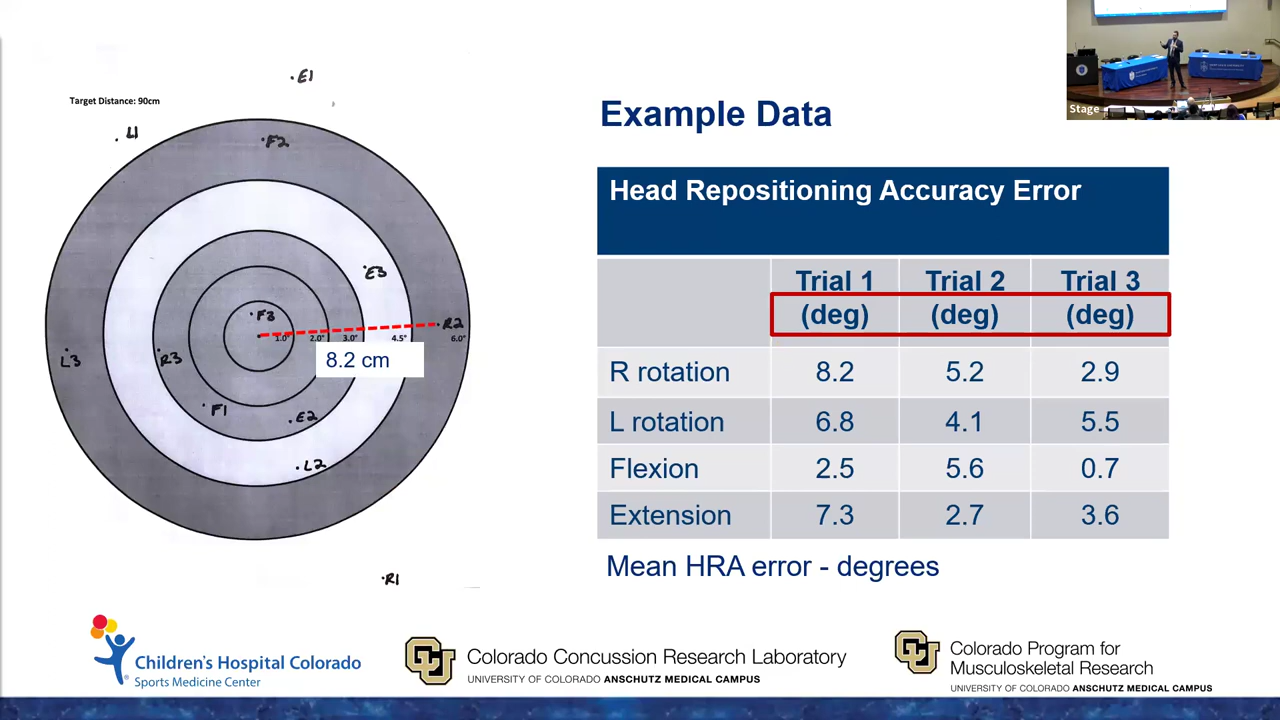 Target Distance: 90cm
E1
L1
F2
E3
F3
R2
1.0° 2.0° 3.0° 4.5° 6.0°
8.2 cm
L3
R3
F1
E2
L2
R1
Stage
Example Data
Head Repositioning Accuracy Error
Trial 1 (deg) Trial 2 (deg) Trial 3 (deg)
R rotation 8.2 5.2 2.9
L rotation 6.8 4.1 5.5
Flexion 2.5 5.6 0.7
Extension 7.3 2.7 3.6
Mean HRA error - degrees
Children's Hospital Colorado
Sports Medicine Center
CU
Colorado Concussion Research Laboratory
UNIVERSITY OF COLORADO ANSCHUTZ MEDICAL CAMPUS
CU
Colorado Program for
Musculoskeletal Research
UNIVERSITY OF COLORADO ANSCHUTZ MEDICAL CAMPUS